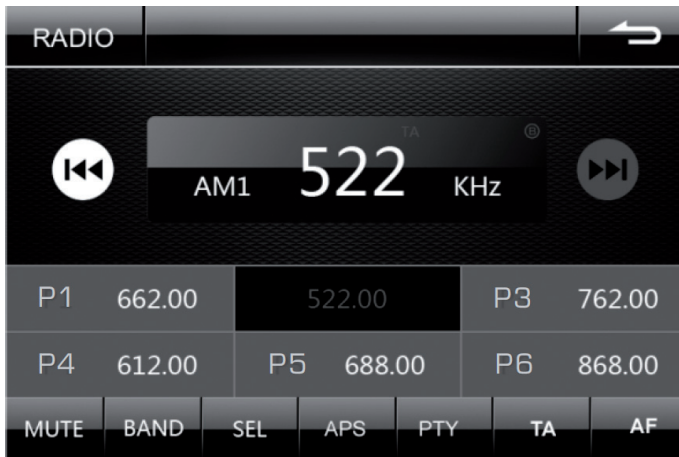 RADIO
TA
AM1 522 KHz
P1 662.00 522.00 P3 762.00
P4 612.00 P5 688.00 P6 868.00
MUTE BAND SEL APS PTY TA AF